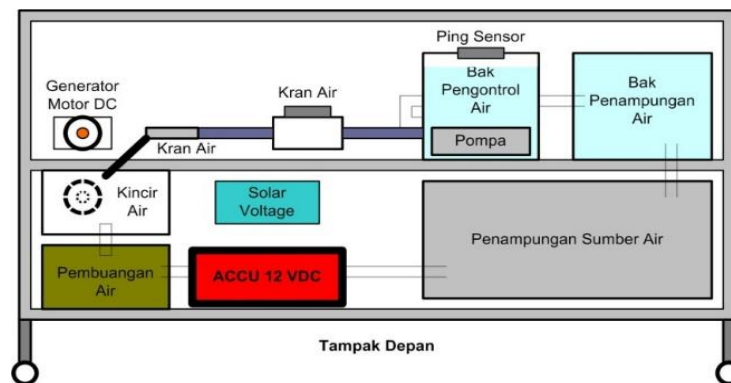 Ping Sensor
Generator
Motor DC
Kran Air
Bak
Pengontrol
Air
Bak
Penampungan
Air
Kran Air
Pompa
Kincir
Air
Solar
Voltage
Penampungan Sumber Air
Pembuangan
Air
ACCU 12 VDC
Tampak Depan